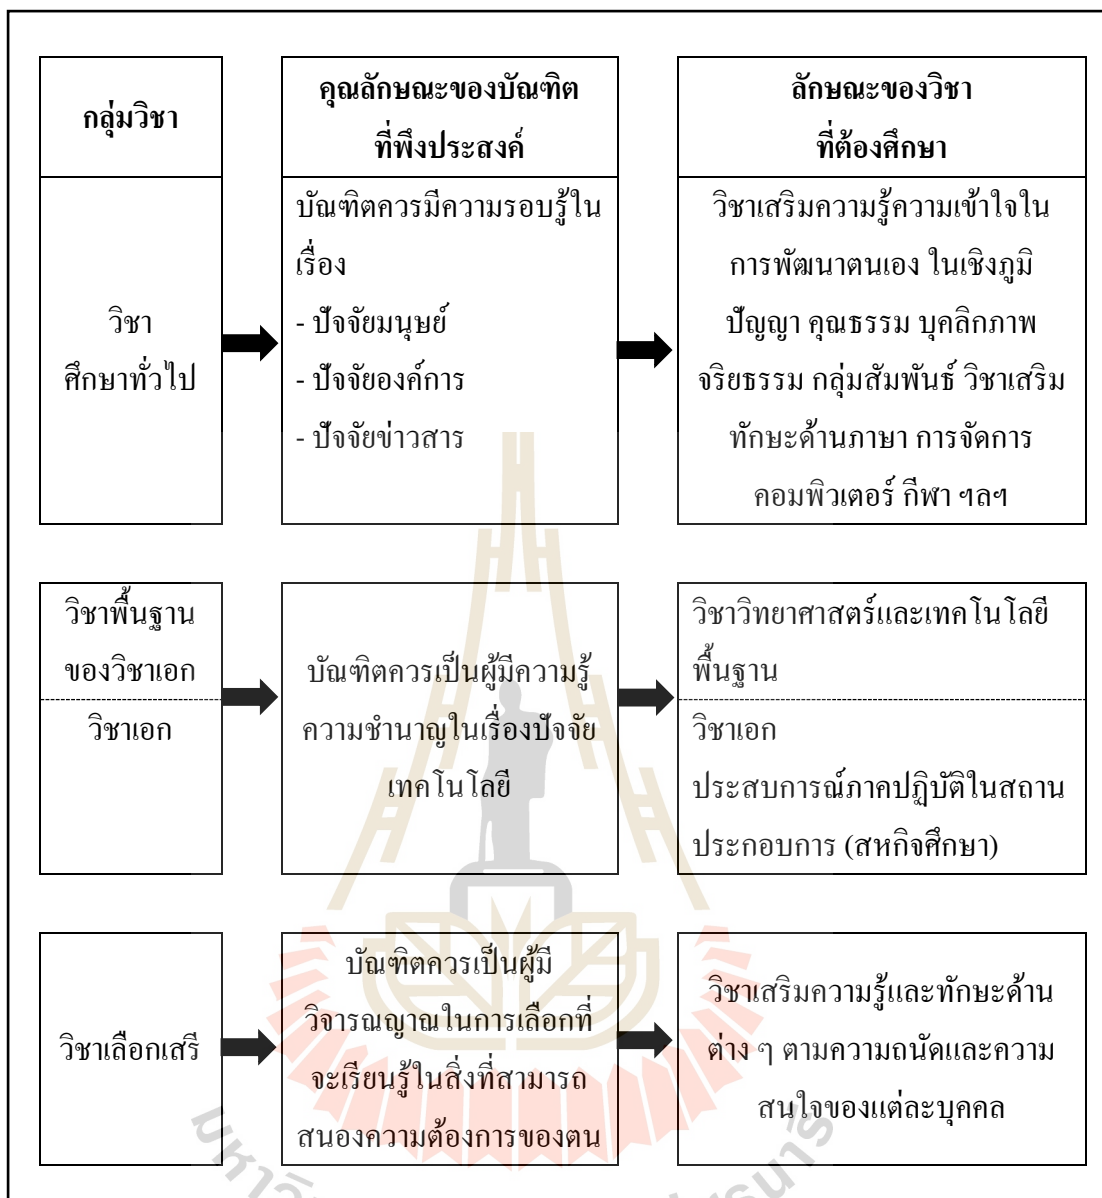 กลุ่มวิชา
คุณลักษณะของบัณฑิต
ที่พึงประสงค์
ลักษณะของวิชา
ที่ต้องศึกษา
วิชา
ศึกษาทั่วไป
บัณฑิตควรมีความรอบรู้ใน
เรื่อง
- ปัจจัยมนุษย์
- ปัจจัยองค์การ
- ปัจจัยข่าวสาร
วิชาเสริมความรู้ความเข้าใจใน
การพัฒนาตนเอง ในเชิงภูมิ
ปัญญา คุณธรรม บุคลิกภาพ
จริยธรรม กลุ่มสัมพันธ์ วิชาเสริม
ทักษะด้านภาษา การจัดการ
คอมพิวเตอร์ กีฬา ฯลฯ
วิชาพื้นฐาน
ของวิชาเอก
วิชาเอก
บัณฑิตควรเป็นผู้มีความรู้
ความชำนาญในเรื่องปัจจัย
เทคโนโลยี
วิชาวิทยาศาสตร์และเทคโนโลยี
พื้นฐาน
วิชาเอก
ประสบการณ์ภาคปฏิบัติในสถาน
ประกอบการ (สหกิจศึกษา)
วิชาเลือกเสรี
บัณฑิตควรเป็นผู้มี
วิจารณญาณในการเลือกที่
จะเรียนรู้ในสิ่งที่สามารถ
สนองความต้องการของตน
วิชาเสริมความรู้และทักษะด้าน
ต่าง ๆ ตามความถนัดและความ
สนใจของแต่ละบุคคล